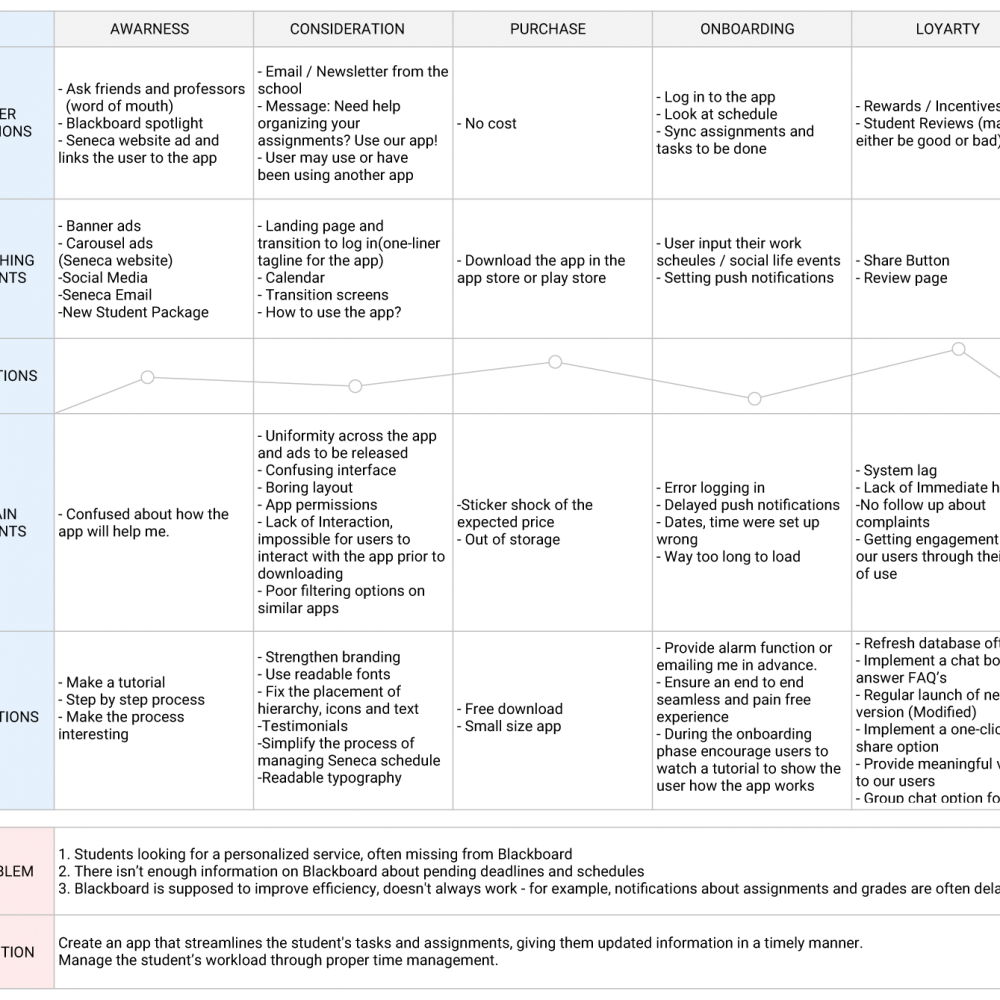 AWARNESS
CONSIDERATION
PURCHASE
ONBOARDING
LOYARTY
- Ask friends and professors
(word of mouth)
- Blackboard spotlight
- Seneca website ad and
links the user to the app
- Email / Newsletter from the
school
- Message: Need help
organizing your
assignments? Use our app!
- User may use or have
been using another app
- No cost
- Log in to the app
- Look at schedule
- Sync assignments and
tasks to be done
- Rewards / Incentives
- Student Reviews
either be good or bad)
- Banner ads
- Carousel ads
(Seneca website)
-Social Media
-Seneca Email
-New Student Package
- Landing page and
transition to log in(one-liner
tagline for the app)
- Calendar
- Transition screens
- How to use the app?
- Download the app in the
app store or play store
- User input their work
scheules / social life events
- Setting push notifications
- Share Button
- Review page
- Confused about how the
app will help me.
- Uniformity across the app
and ads to be released
- Confusing interface
- Boring layout
- App permissions
- Lack of Interaction,
impossible for users to
interact with the app prior to
downloading
- Poor filtering options on
similar apps
-Sticker shock of the
expected price
- Out of storage
- Error logging in
- Delayed push notifications
- Dates, time were set up
wrong
- Way too long to load
- System lag
- Lack of Immediate
-No follow up about
complaints
- Getting engagement
our users through
of use
- Make a tutorial
- Step by step process
- Make the process
interesting
- Strengthen branding
- Use readable fonts
- Fix the placement of
hierarchy, icons and text
-Testimonials
-Simplify the process of
managing Seneca schedule
-Readable typography
- Free download
- Small size app
- Provide alarm function or
emailing me in advance.
- Ensure an end to end
seamless and pain free
experience
- During the onboarding
phase encourage users to
watch a tutorial to show the
user how the app works
- Refresh database
- Implement a chat
answer FAQ's
- Regular launch of
version (Modified)
- Implement a
share option
- Provide meaningful
to our users
- Group chat option
1. Students looking for a personalized service, often missing from Blackboard
2. There isn't enough information on Blackboard about pending deadlines and schedules
3. Blackboard is supposed to improve efficiency, doesn't always work - for example, notifications about assignments and grades are often
Create an app that streamlines the student's tasks and assignments, giving them updated information in a timely manner.
Manage the student's workload through proper time management.